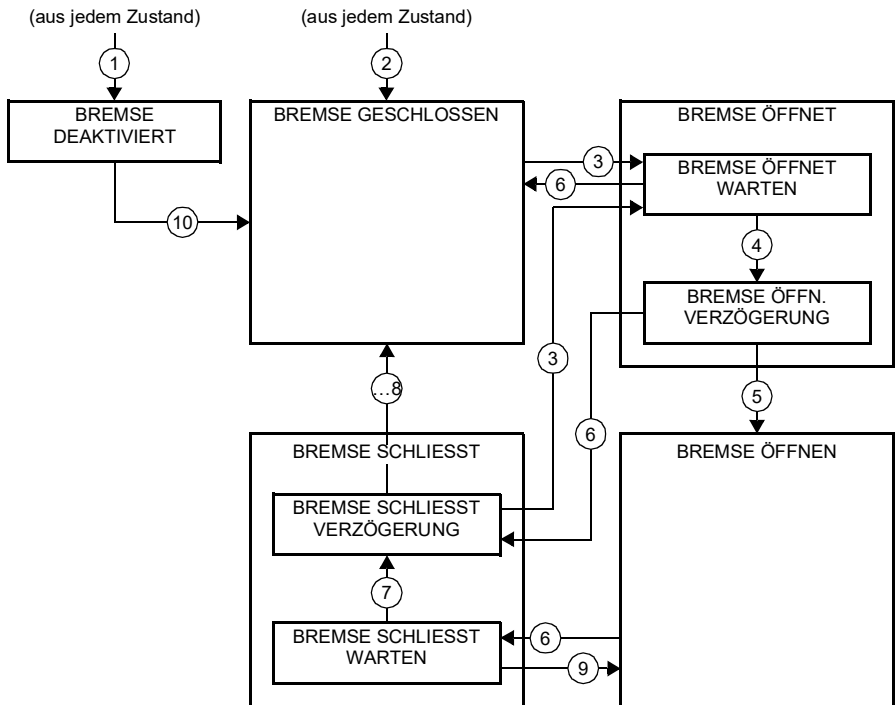 (aus jedem Zustand)
(aus jedem Zustand)
1
2
BREMSE
DEAKTIVIERT
BREMSE GESCHLOSSEN
BREMSE ÖFFNET
3
BREMSE ÖFFNET
WARTEN
6
10
4
BREMSE ÖFFN.
VERZÖGERUNG
3
...8
5
6
BREMSE SCHLIESST
BREMSE ÖFFNEN
BREMSE SCHLIESST
VERZÖGERUNG
7
BREMSE SCHLIESST
WARTEN
6
9